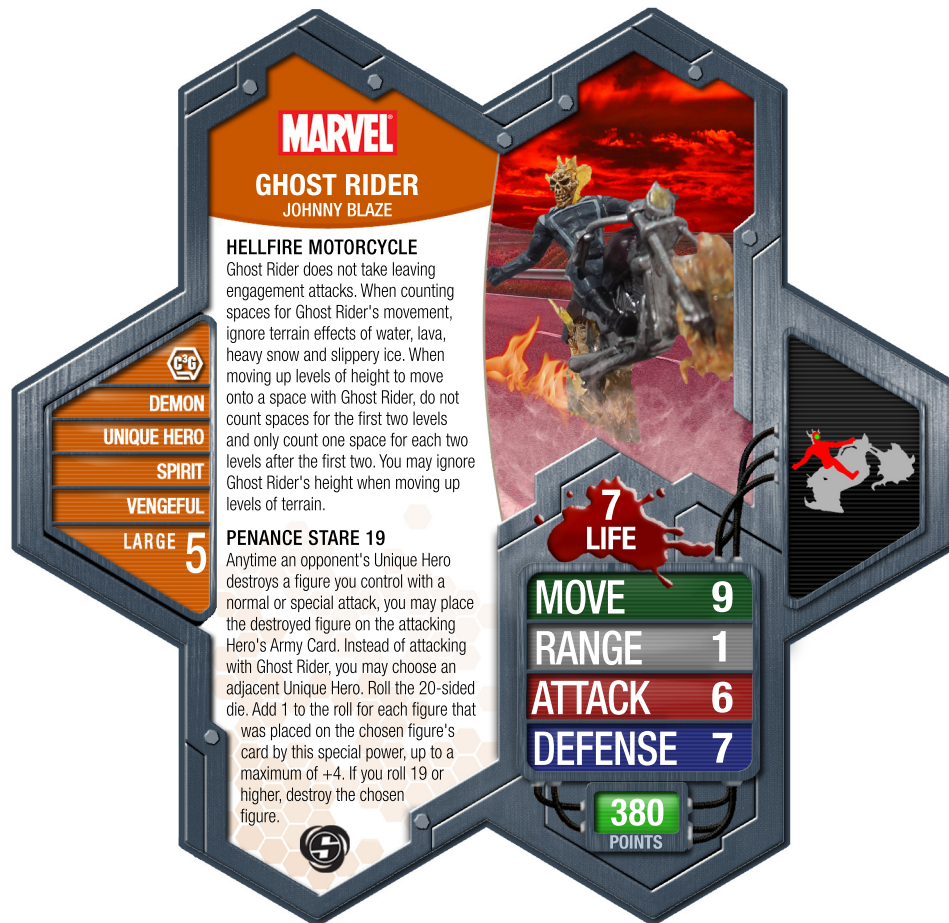 MARVEL
GHOST RIDER
JOHNNY BLAZE
HELLFIRE MOTORCYCLE
Ghost Rider does not take leaving
engagement attacks. When counting
spaces for Ghost Rider's movement,
ignore terrain effects of water, lava,
heavy snow and slippery ice. When
moving up levels of height to move
onto a space with Ghost Rider, do not
count spaces for the first two levels
and only count one space for each two
levels after the first two. You may ignore
Ghost Rider's height when moving up
levels of terrain.
PENANCE STARE 19
Anytime an opponent's Unique Hero
destroys a figure you control with a
normal or special attack, you may place
the destroyed figure on the attacking
Hero's Army Card. Instead of attacking
with Ghost Rider, you may choose an
adjacent Unique Hero. Roll the 20-sided
die. Add 1 to the roll for each figure that
was placed on the chosen figure's
card by this special power, up to a
maximum of +4. If you roll 19 or
higher, destroy the chosen
figure.
S
C3G
DEMON
UNIQUE HERO
SPIRIT
VENGEFUL
LARGE 5
7
LIFE
MOVE 9
RANGE 1
ATTACK 6
DEFENSE 7
380
POINTS